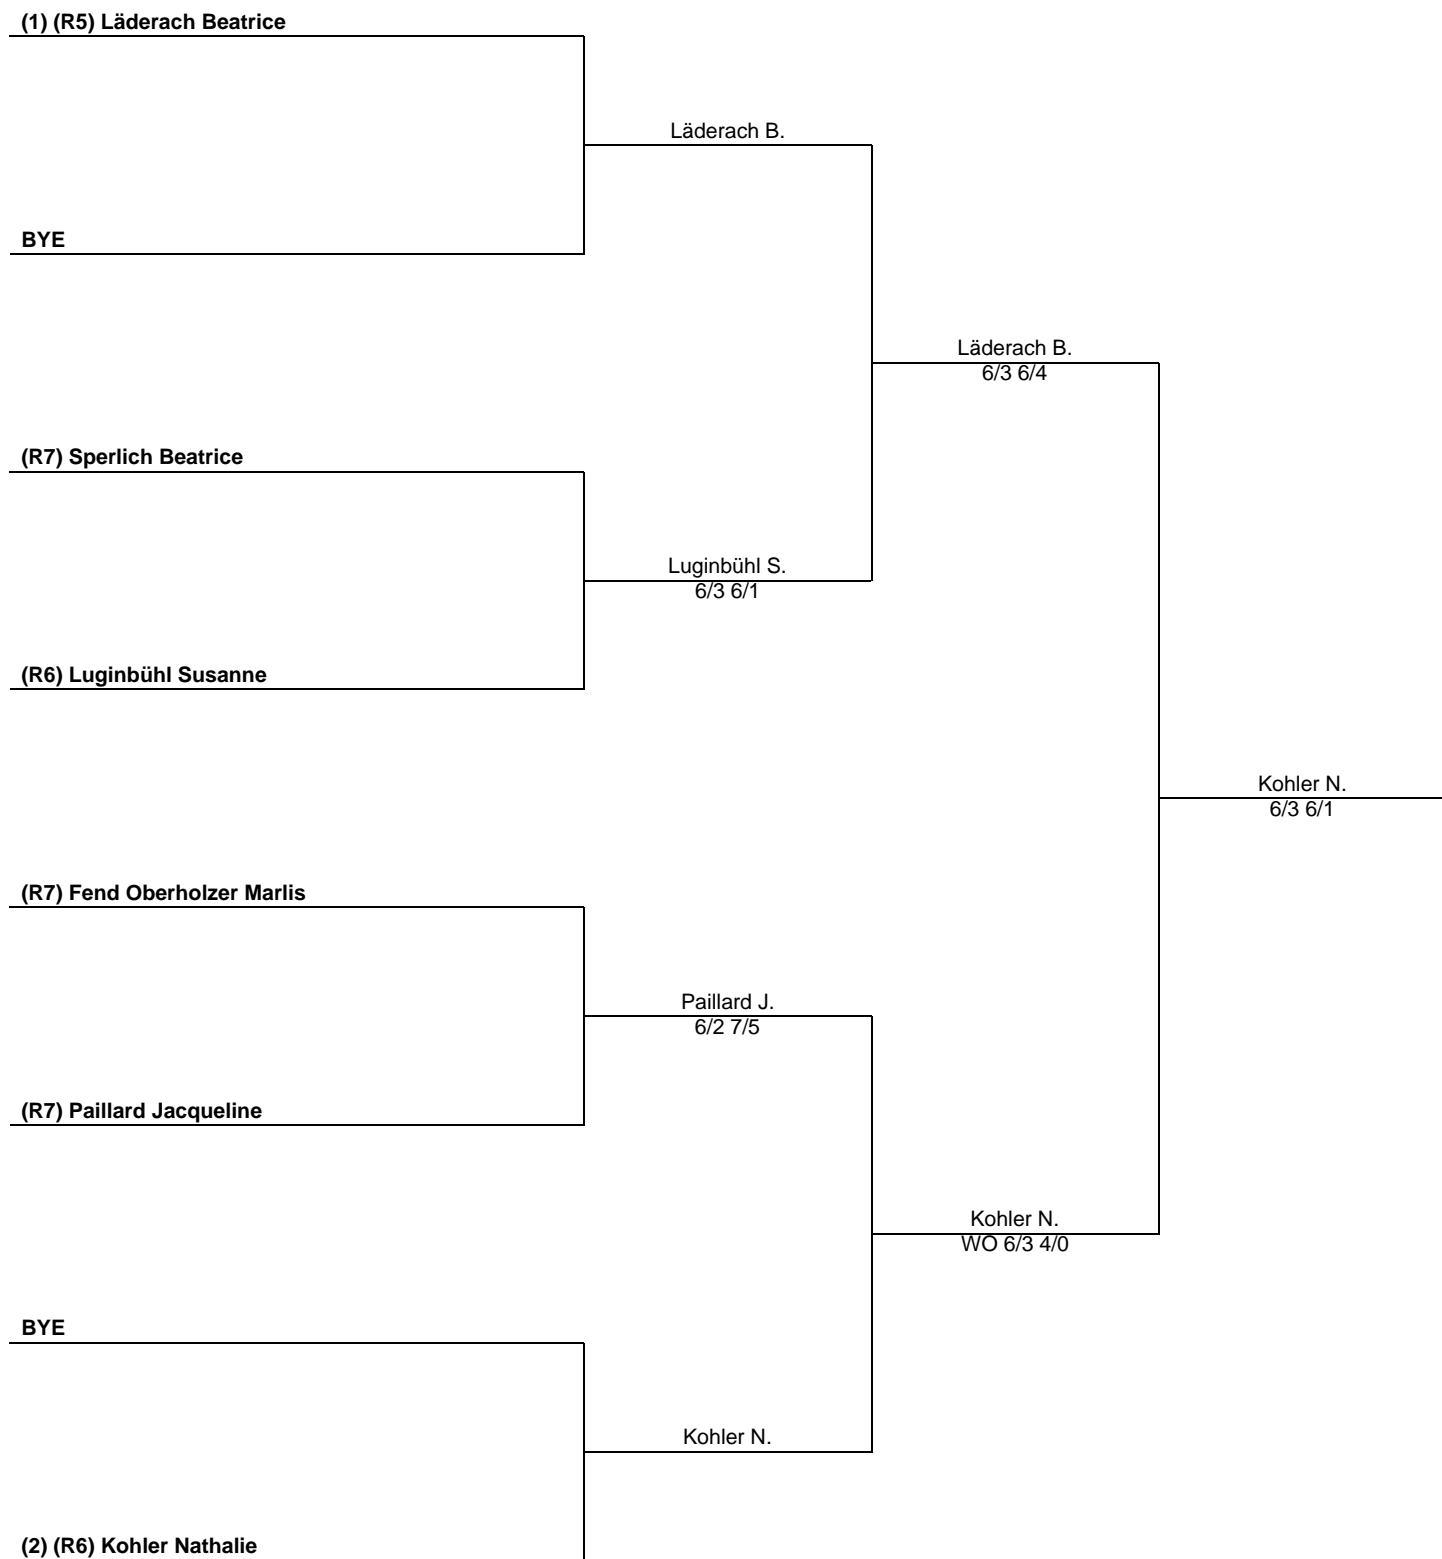 (1) (R5) Läderach Beatrice
Läderach B.
BYE
Läderach B.
6/3 6/4
(R7) Sperlich Beatrice
Luginbühl S.
6/3 6/1
(R6) Luginbühl Susanne
Kohler N.
6/3 6/1
(R7) Fend Oberholzer Marlis
Paillard J.
6/2 7/5
(R7) Paillard Jacqueline
Kohler N.
WO 6/3 4/0
BYE
Kohler N.
(2) (R6) Kohler Nathalie